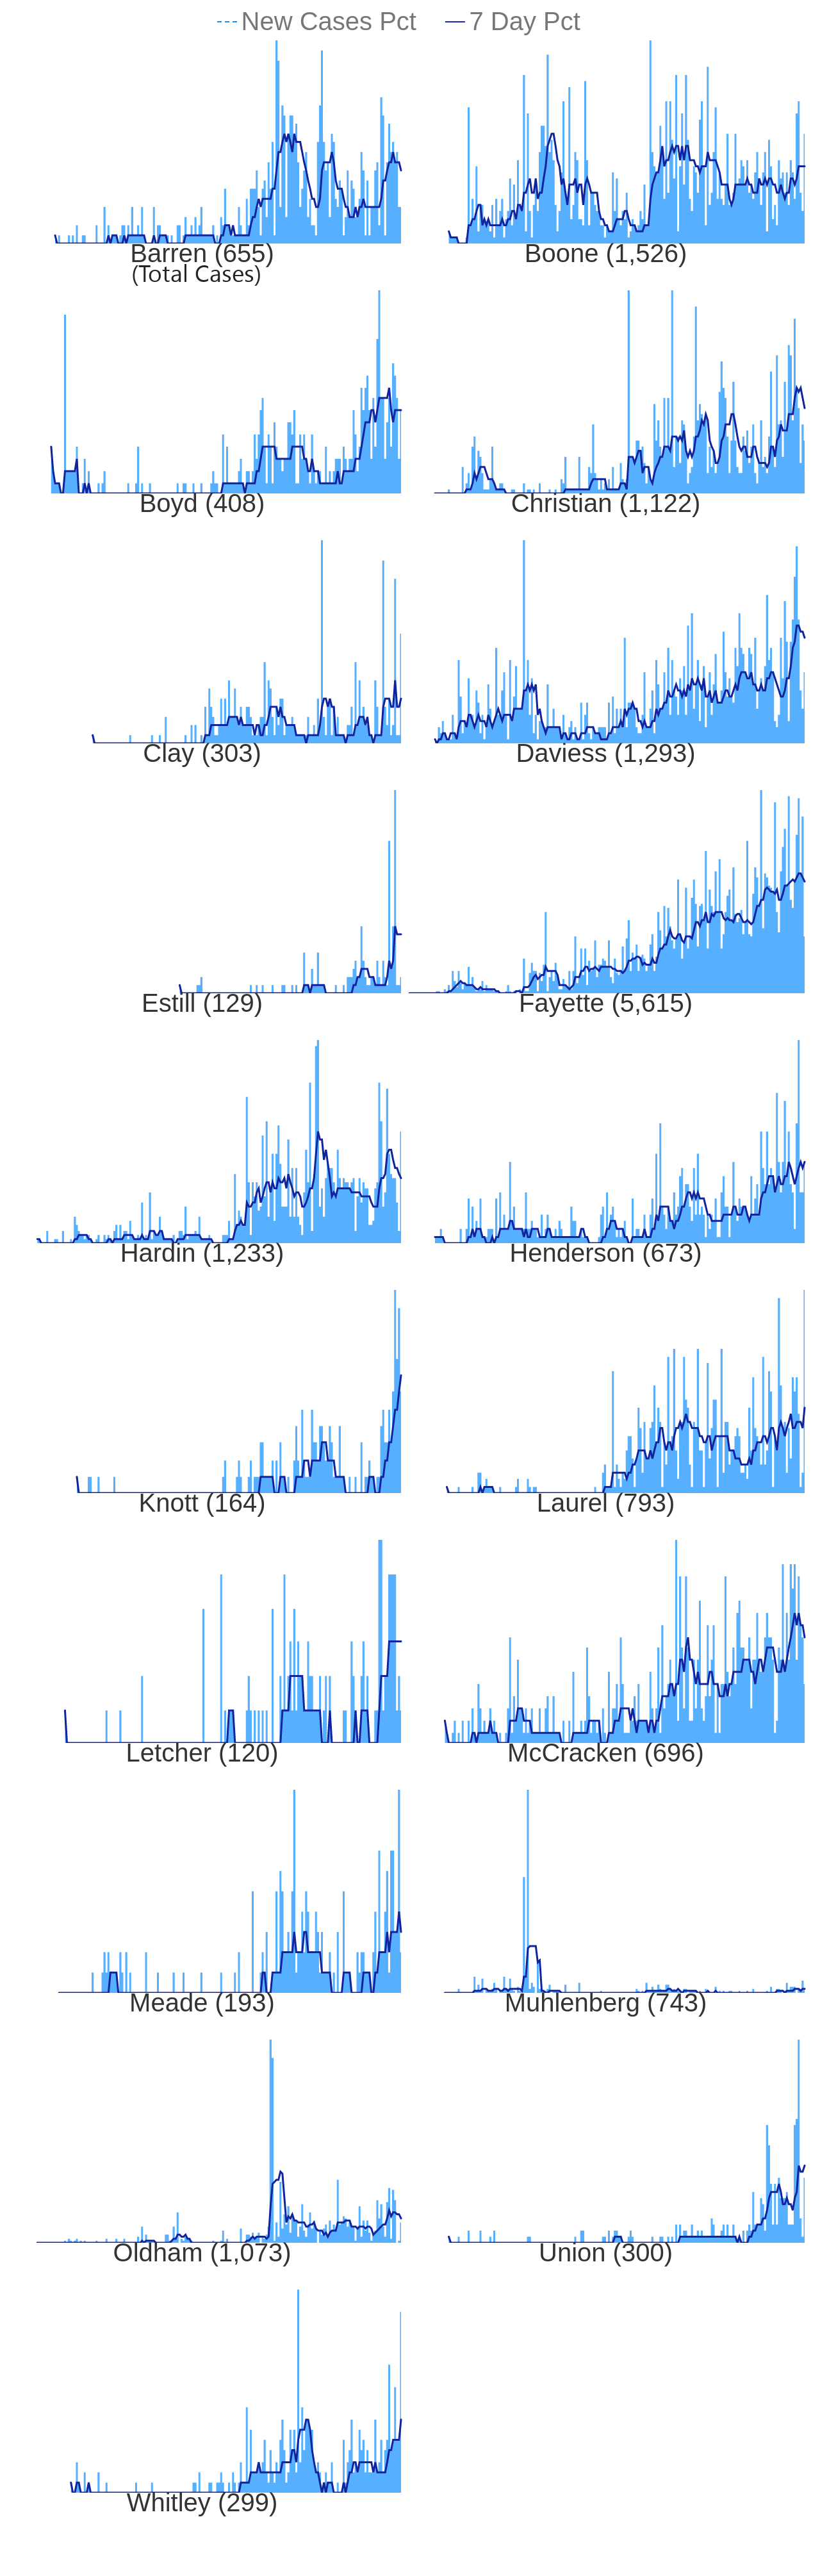 New Cases Pct 7 Day Pct
Barren (655) Boone (1,526)
(Total Cases)
Boyd (408) Christian (1,122)
Clay (303) Daviess (1,293)
Estill (129) Fayette (5,615)
Hardin (1,233) Henderson (673)
Knott (164) Laurel (793)
Letcher (120) McCracken (696)
Meade (193) Muhlenberg (743)
Oldham (1,073) Union (300)
Whitley (299)